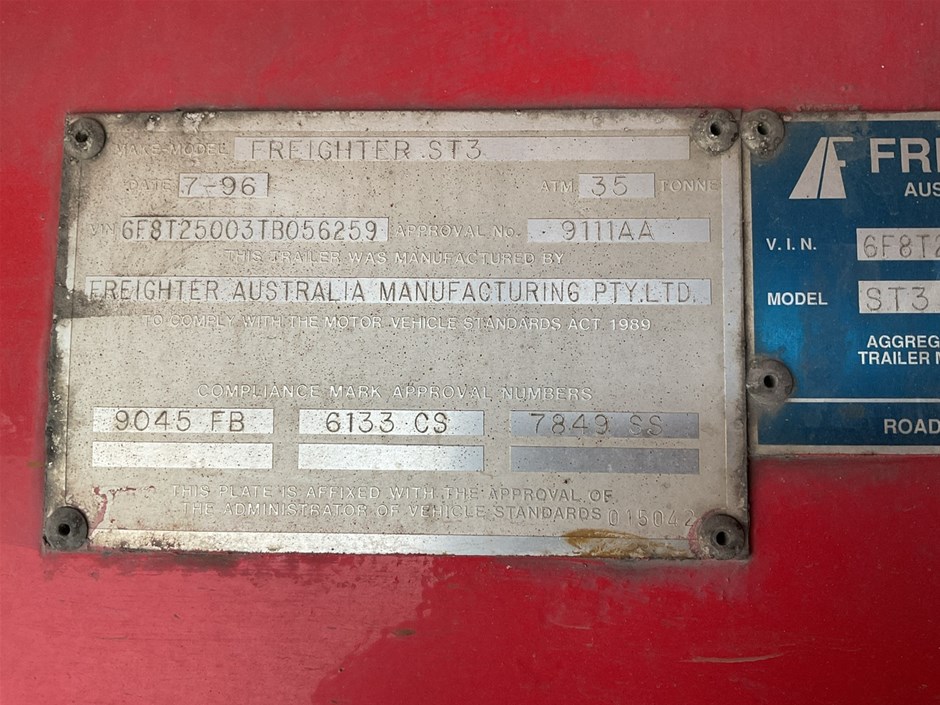 MAKE-MODEL FREIGHTER ST3
DATE 7-96 ATM 35 TONNE
VIN 6F8T25003TB056259 APPROVAL NO. 9111AA
THIS TRAILER WAS MANUFACTURED BY
FREIGHTER AUSTRALIA MANUFACTURING PTY.LTD.
TO COMPLY WITH THE MOTOR VEHICLE STANDARDS ACT 1989
COMPLIANCE MARK APPROVAL NUMBERS
9045 FB 6133 CS 7849 SS
THIS PLATE IS AFFIXED WITH THE APPROVAL OF
THE ADMINISTRATOR OF VEHICLE STANDARDS 015042
FRE
AUS
V.I.N. 6F8T2
MODEL ST3
AGGREG
TRAILER M
ROAD